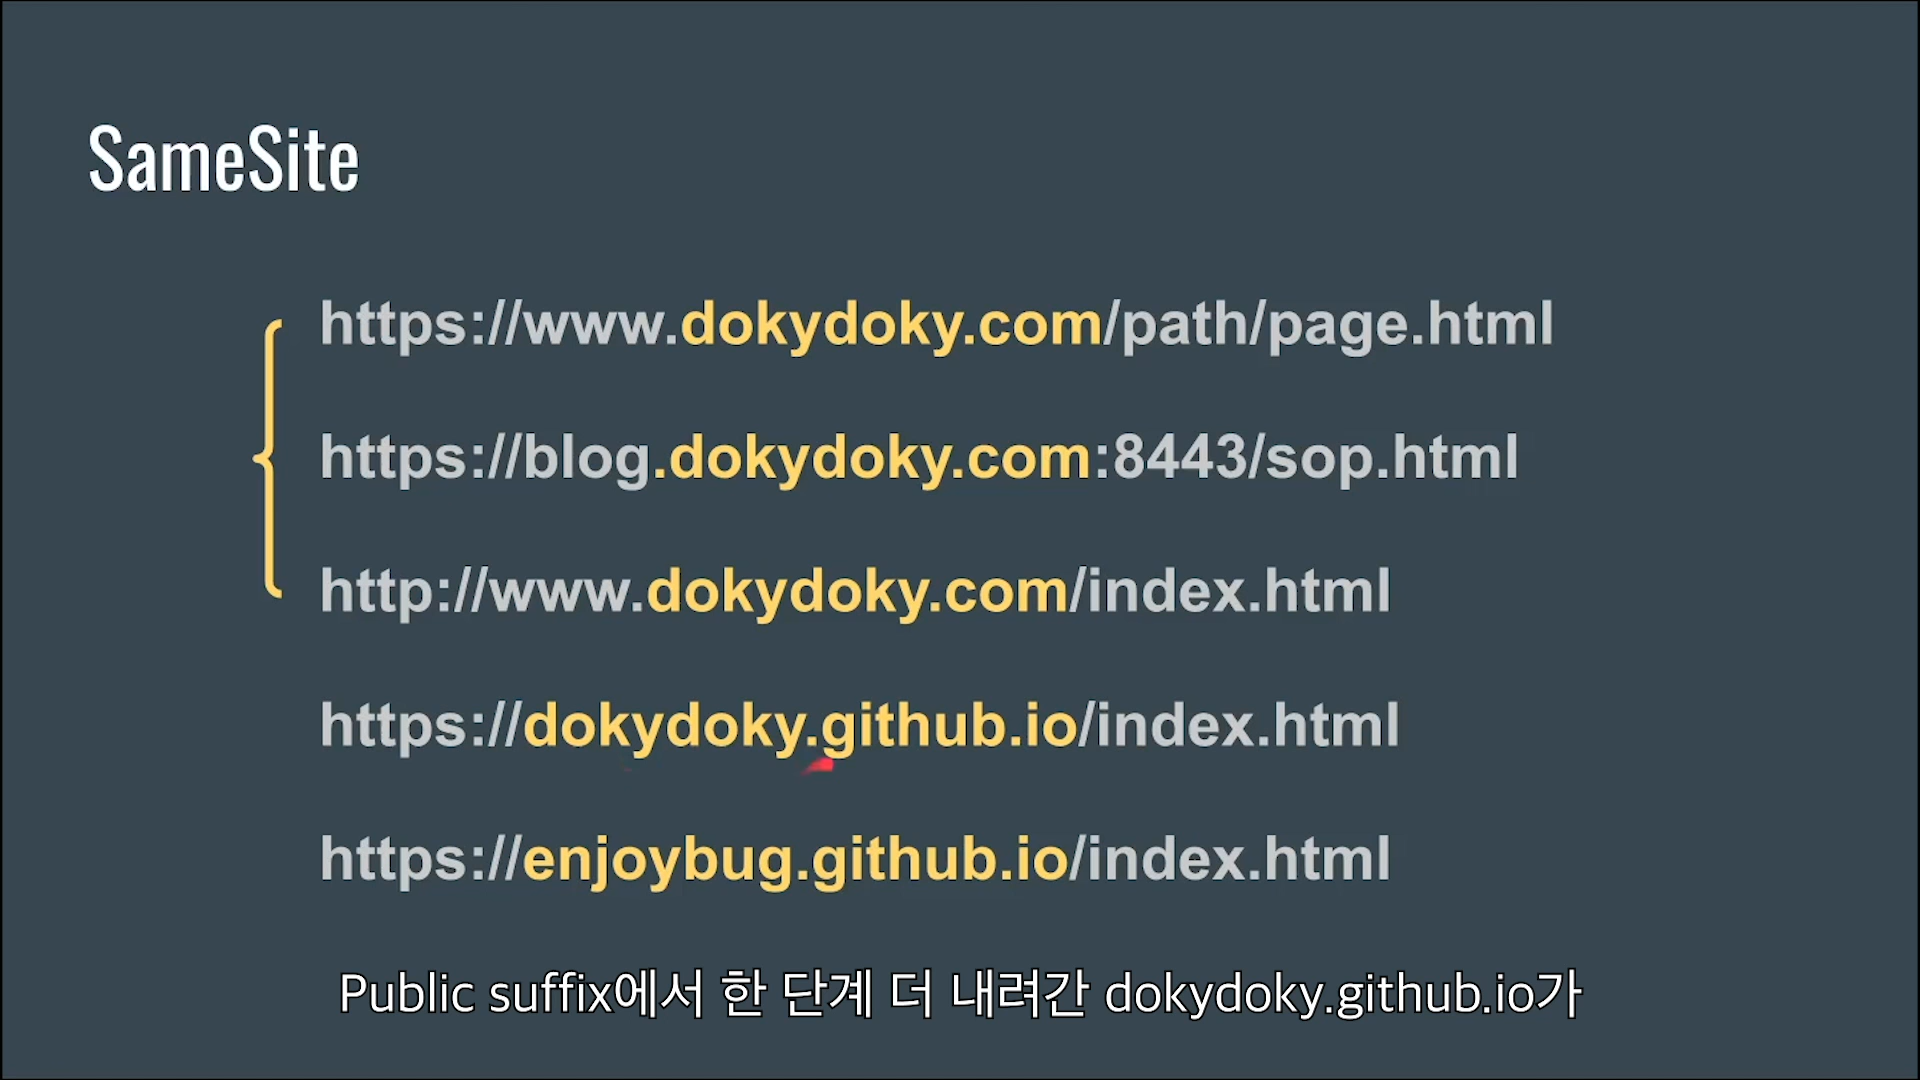 SameSite
https://www.dokydoky.com/path/page.html
https://blog.dokydoky.com:8443/sop.html
http://www.dokydoky.com/index.html
https://dokydoky.github.io/index.html
https://enjoybug.github.io/index.html
Public suffix에서 한 단계 더 내려간 dokydoky.github.io가